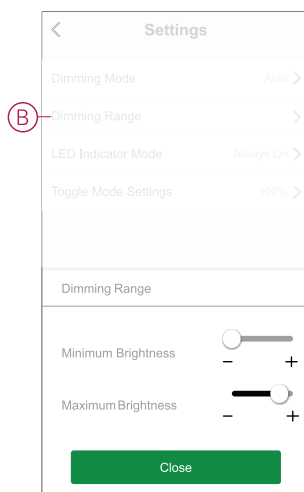 Settings
Dimming Mode Auto
B Dimming Range
LED Indicator Mode Always On
Toggle Mode Settings 100%
Dimming Range
Minimum Brightness
- +
Maximum Brightness
- +
Close